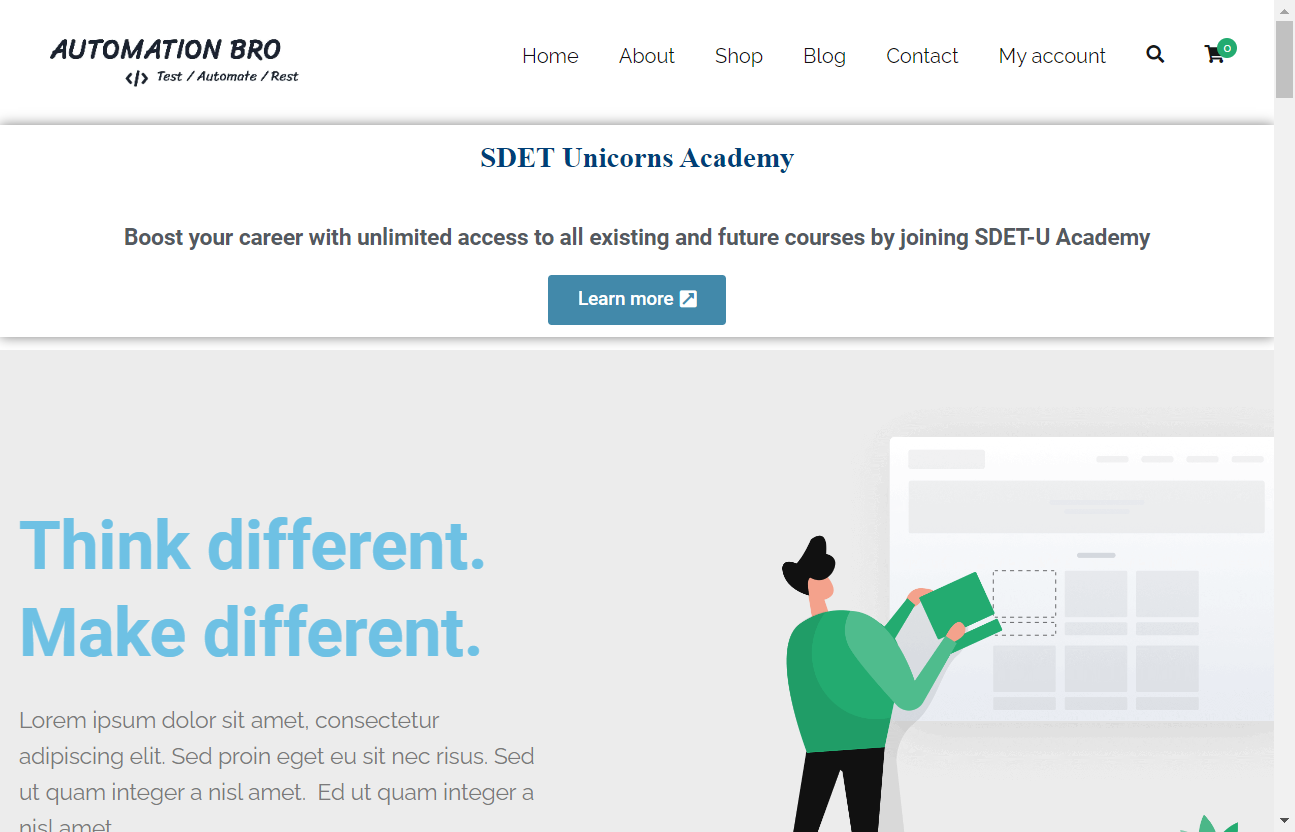 AUTOMATION BRO
</> Test / Automate / Rest
Home About Shop Blog Contact My account 0
SDET Unicorns Academy
Boost your career with unlimited access to all existing and future courses by joining SDET-U Academy
Learn more
Think different.
Make different.
Lorem ipsum dolor sit amet, consectetur
adipiscing elit. Sed proin eget eu sit nec risus. Sed
ut quam integer a nisl amet.  Ed ut quam integer a
nisl amet